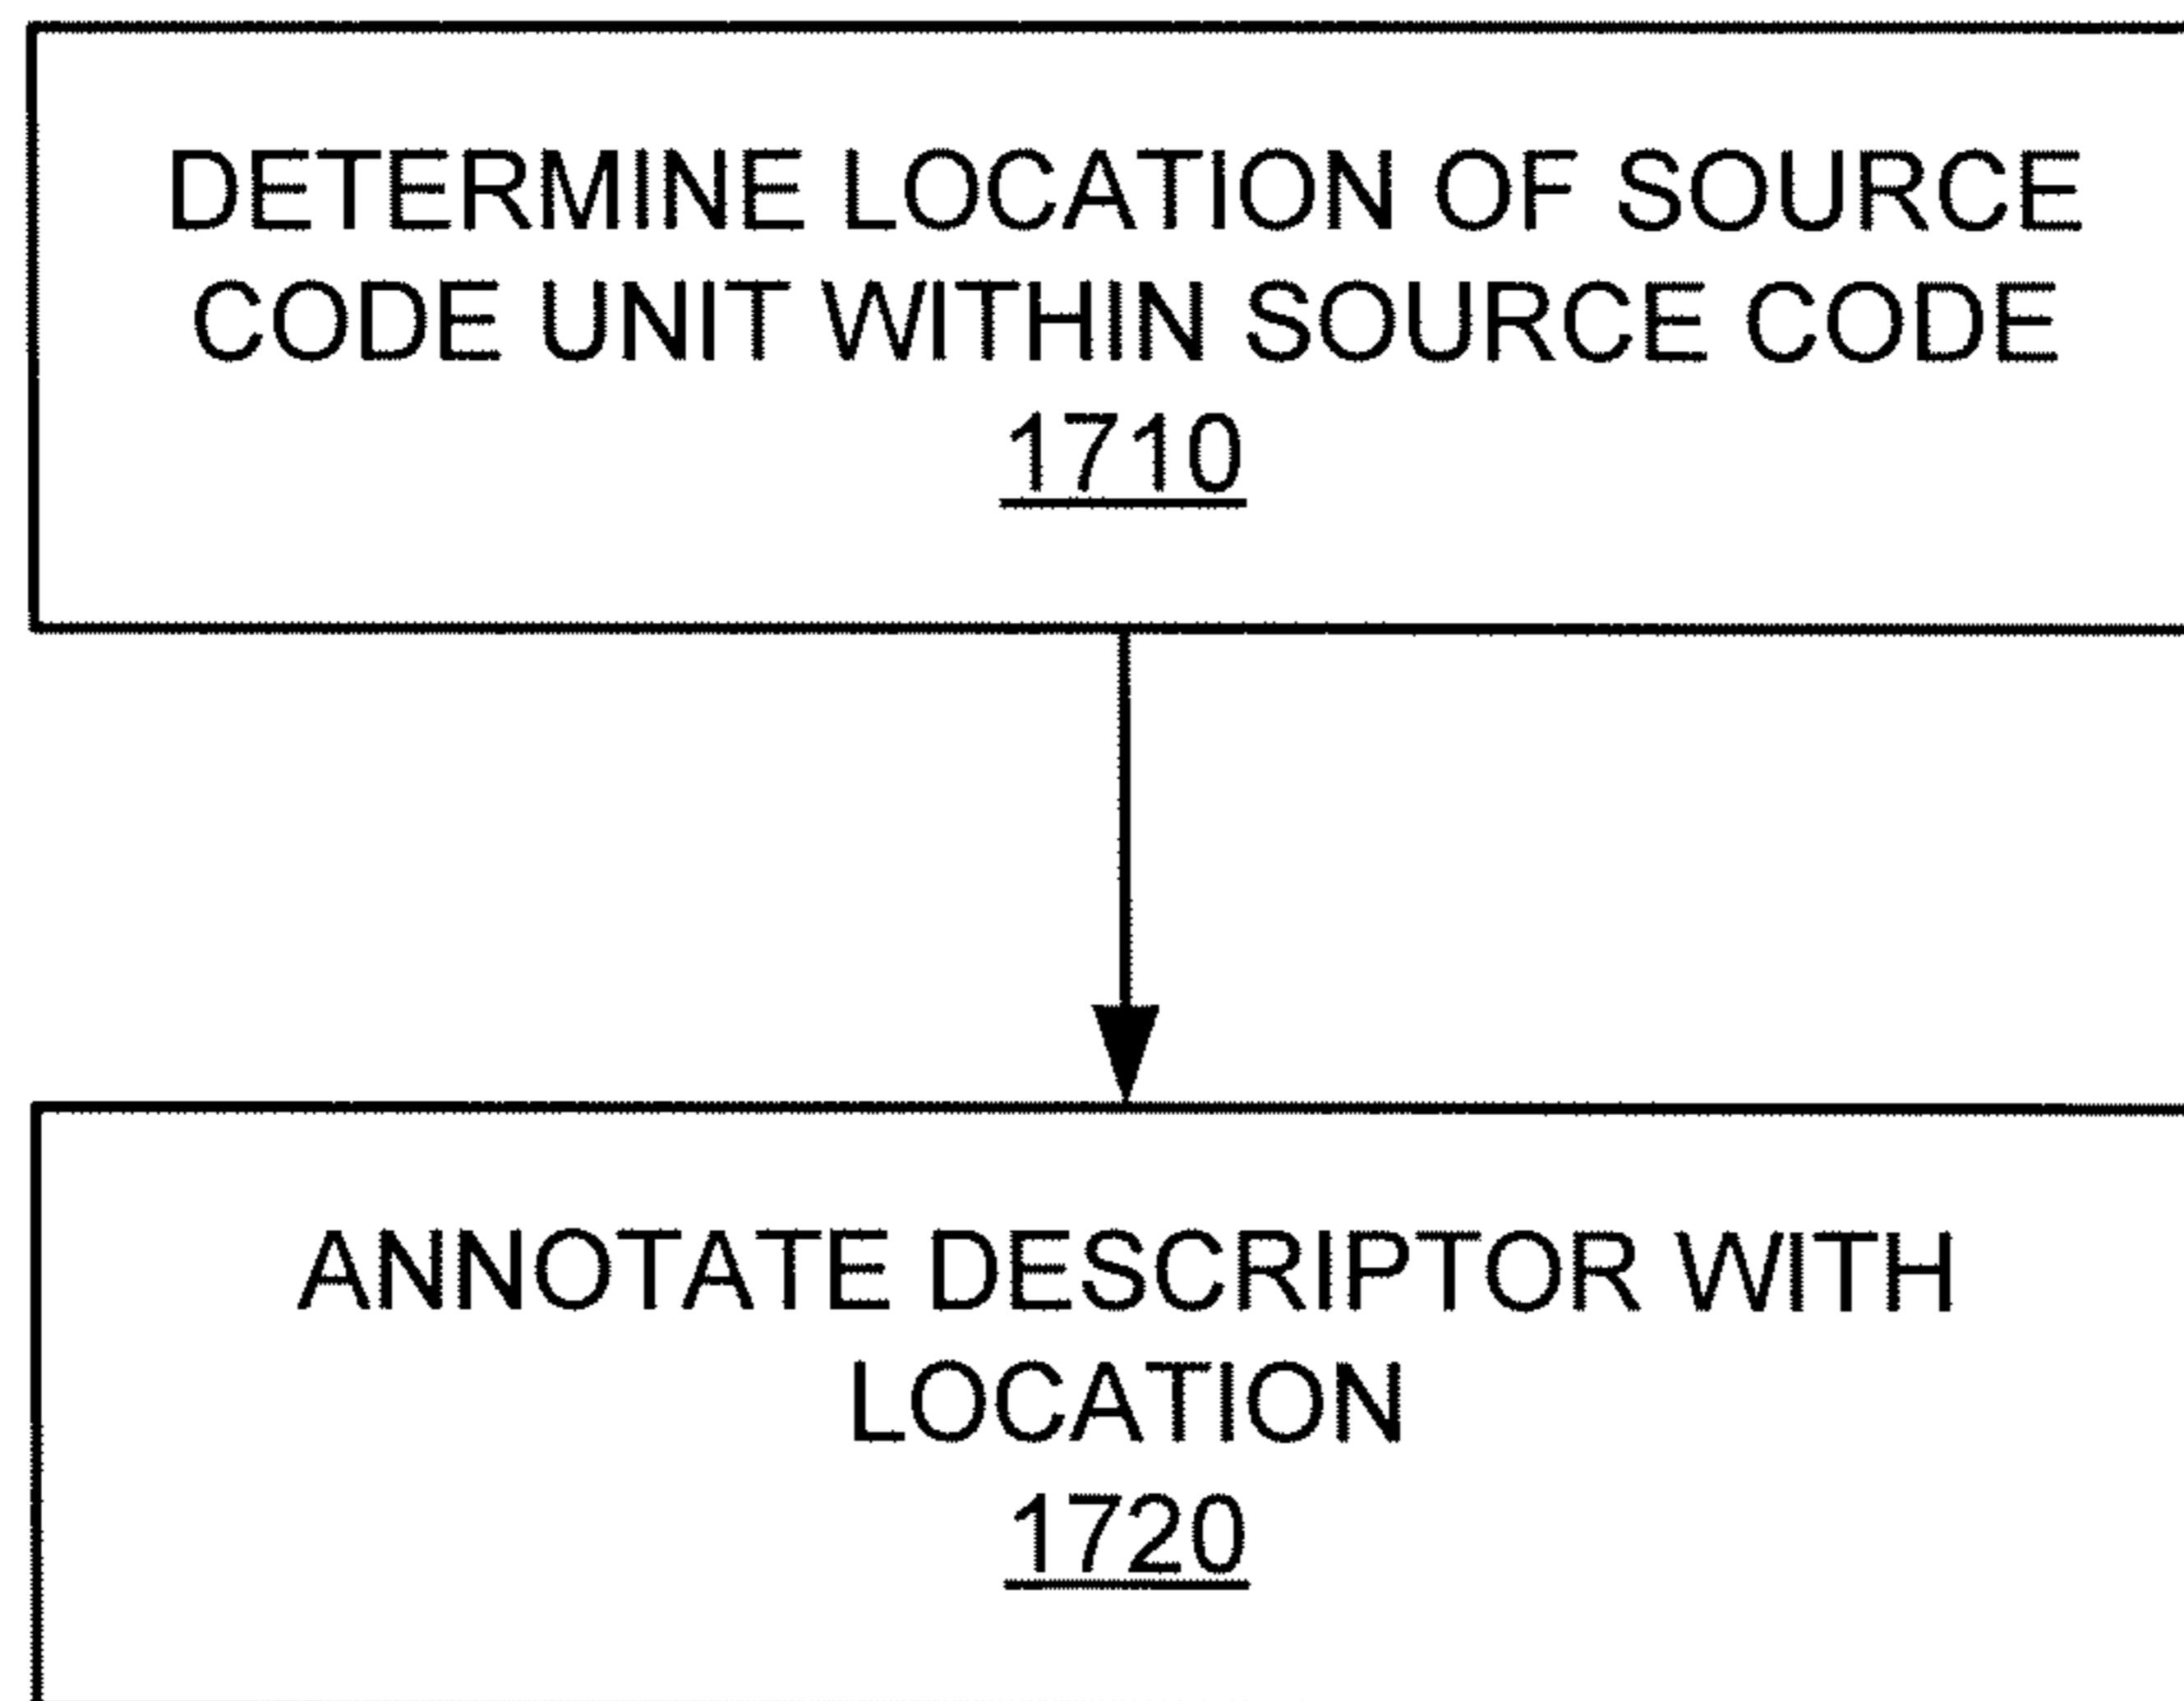 DETERMINE LOCATION OF SOURCE
CODE UNIT WITHIN SOURCE CODE
1710
ANNOTATE DESCRIPTOR WITH
LOCATION
1720